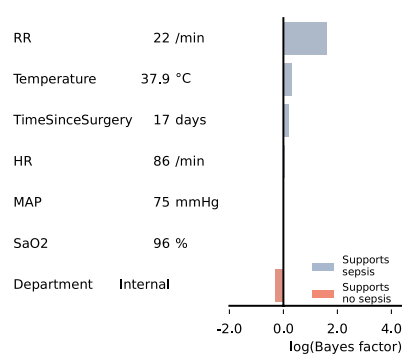 RR 22 /min
Temperature 37.9 °C
TimeSinceSurgery 17 days
HR 86 /min
MAP 75 mmHg
SaO2 96 %
Department Internal
Supports
sepsis
Supports
no sepsis
-2.0 0.0 2.0 4.0
log(Bayes factor)